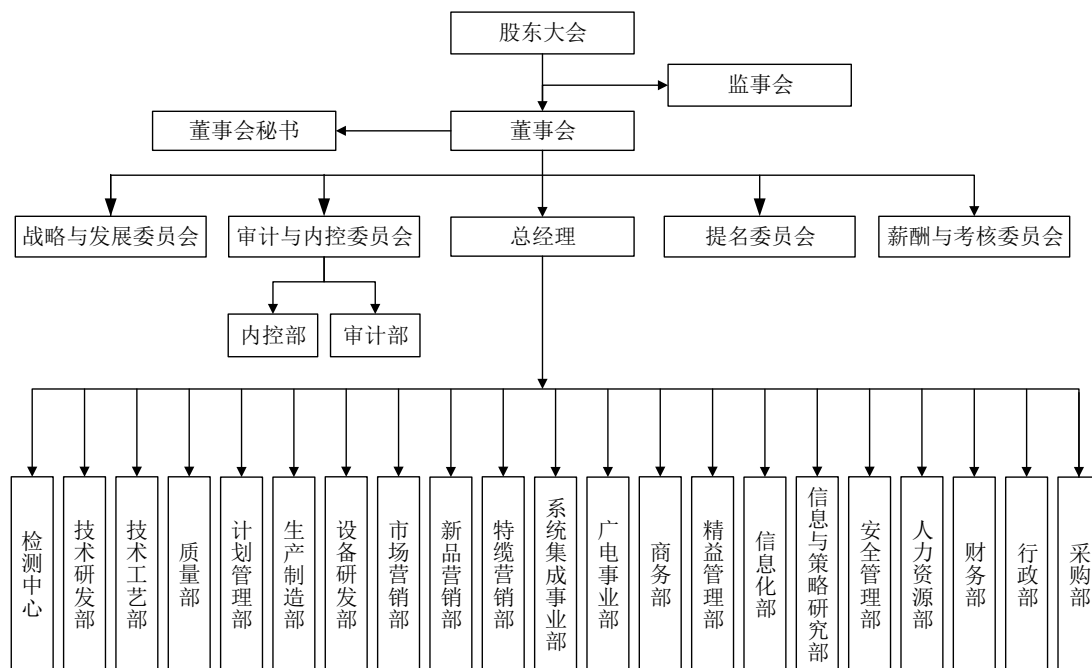 股东大会
监事会
董事会秘书
董事会
战略与发展委员会
审计与内控委员会
总经理
提名委员会
薪酬与考核委员会
内控部
审计部
检测中心
技术研发部
技术工艺部
质量部
计划管理部
生产制造部
设备研发部
市场营销部
新品营销部
特缆营销部
系统集成事业部
广电事业部
商务部
精益管理部
信息化部
信息与策略研究部
安全管理部
人力资源部
财务部
行政部
采购部